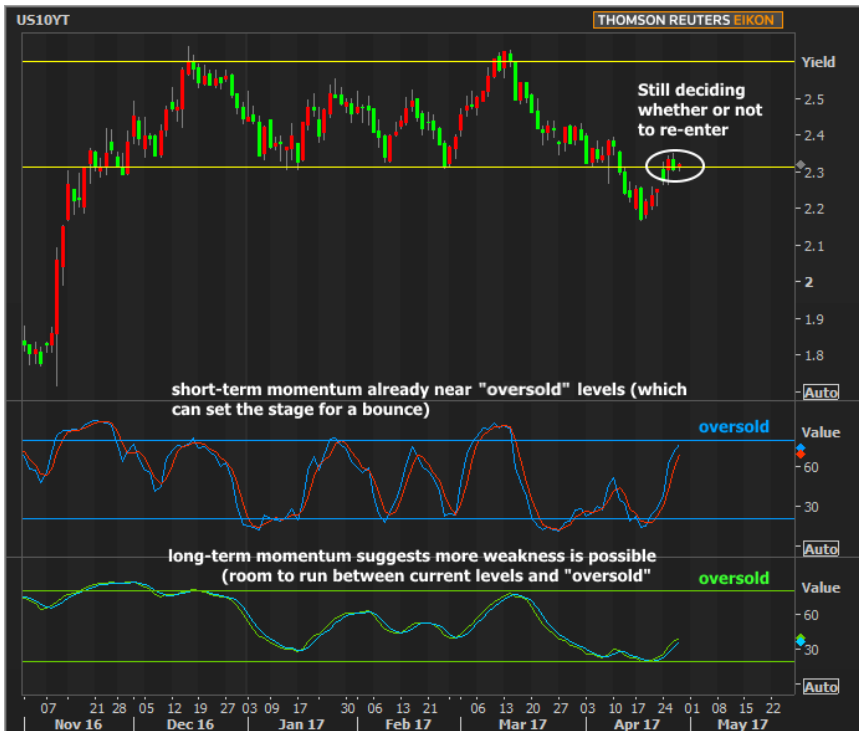 US10YT
THOMSON REUTERS EIKON
Yield
Still deciding
whether or not
to re-enter
2.5
2.4
2.3
2.2
2.1
2
1.9
1.8
Auto
short-term momentum already near "oversold" levels (which
can set the stage for a bounce)
oversold
Value
60
30
Auto
long-term momentum suggests more weakness is possible
(room to run between current levels and "oversold"
oversold
Value
60
30
Auto
07 21 28 05 12 19 27 03 09 17 30 06 13 21 06 13 20 27 03 10 17 24 01 08 15 22
Nov 16 Dec 16 Jan 17 Feb 17 Mar 17 Apr 17 May 17